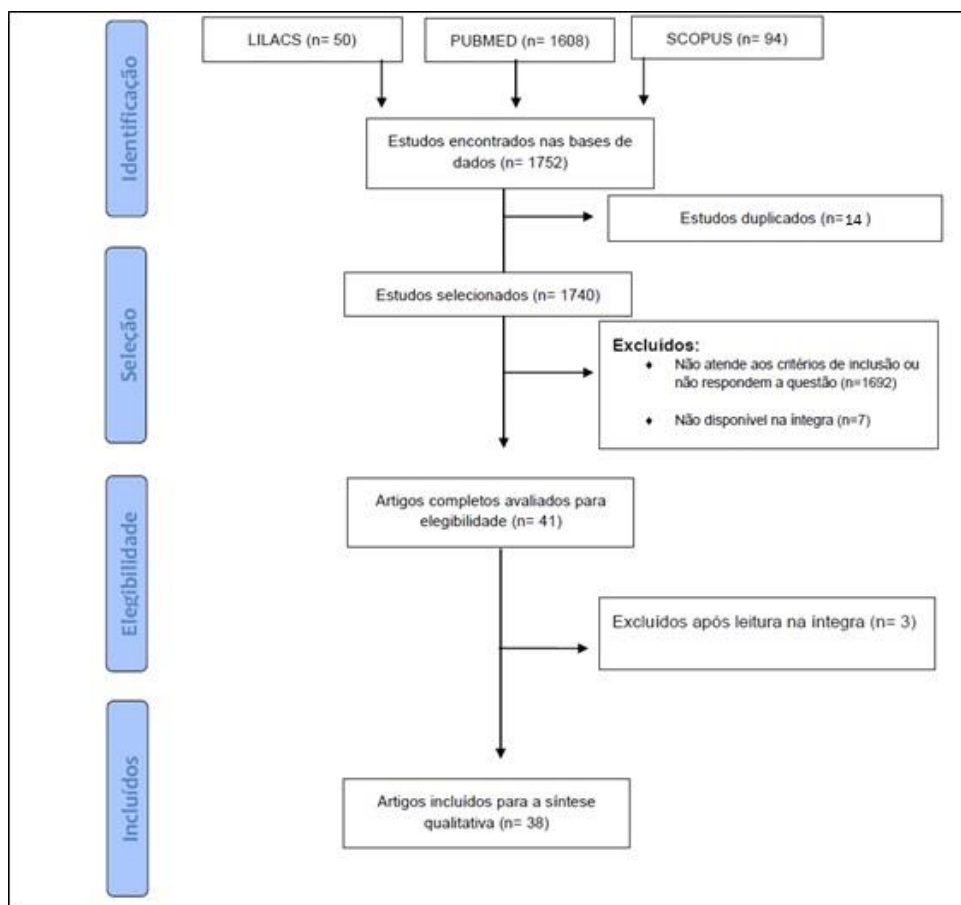 Identificação
LILACS (n= 50)
PUBMED (n= 1608)
SCOPUS (n= 94)
Estudos encontrados nas bases de
dados (n= 1752)
Estudos duplicados (n=14 )
Seleção
Estudos selecionados (n= 1740)
Excluídos:
♦ Não atende aos critérios de inclusão ou
não respondem a questão (n=1692)
♦ Não disponível na íntegra (n=7)
Elegibilidade
Artigos completos avaliados para
elegibilidade (n= 41)
Excluídos após leitura na íntegra (n= 3)
Incluídos
Artigos incluídos para a síntese
qualitativa (n= 38)